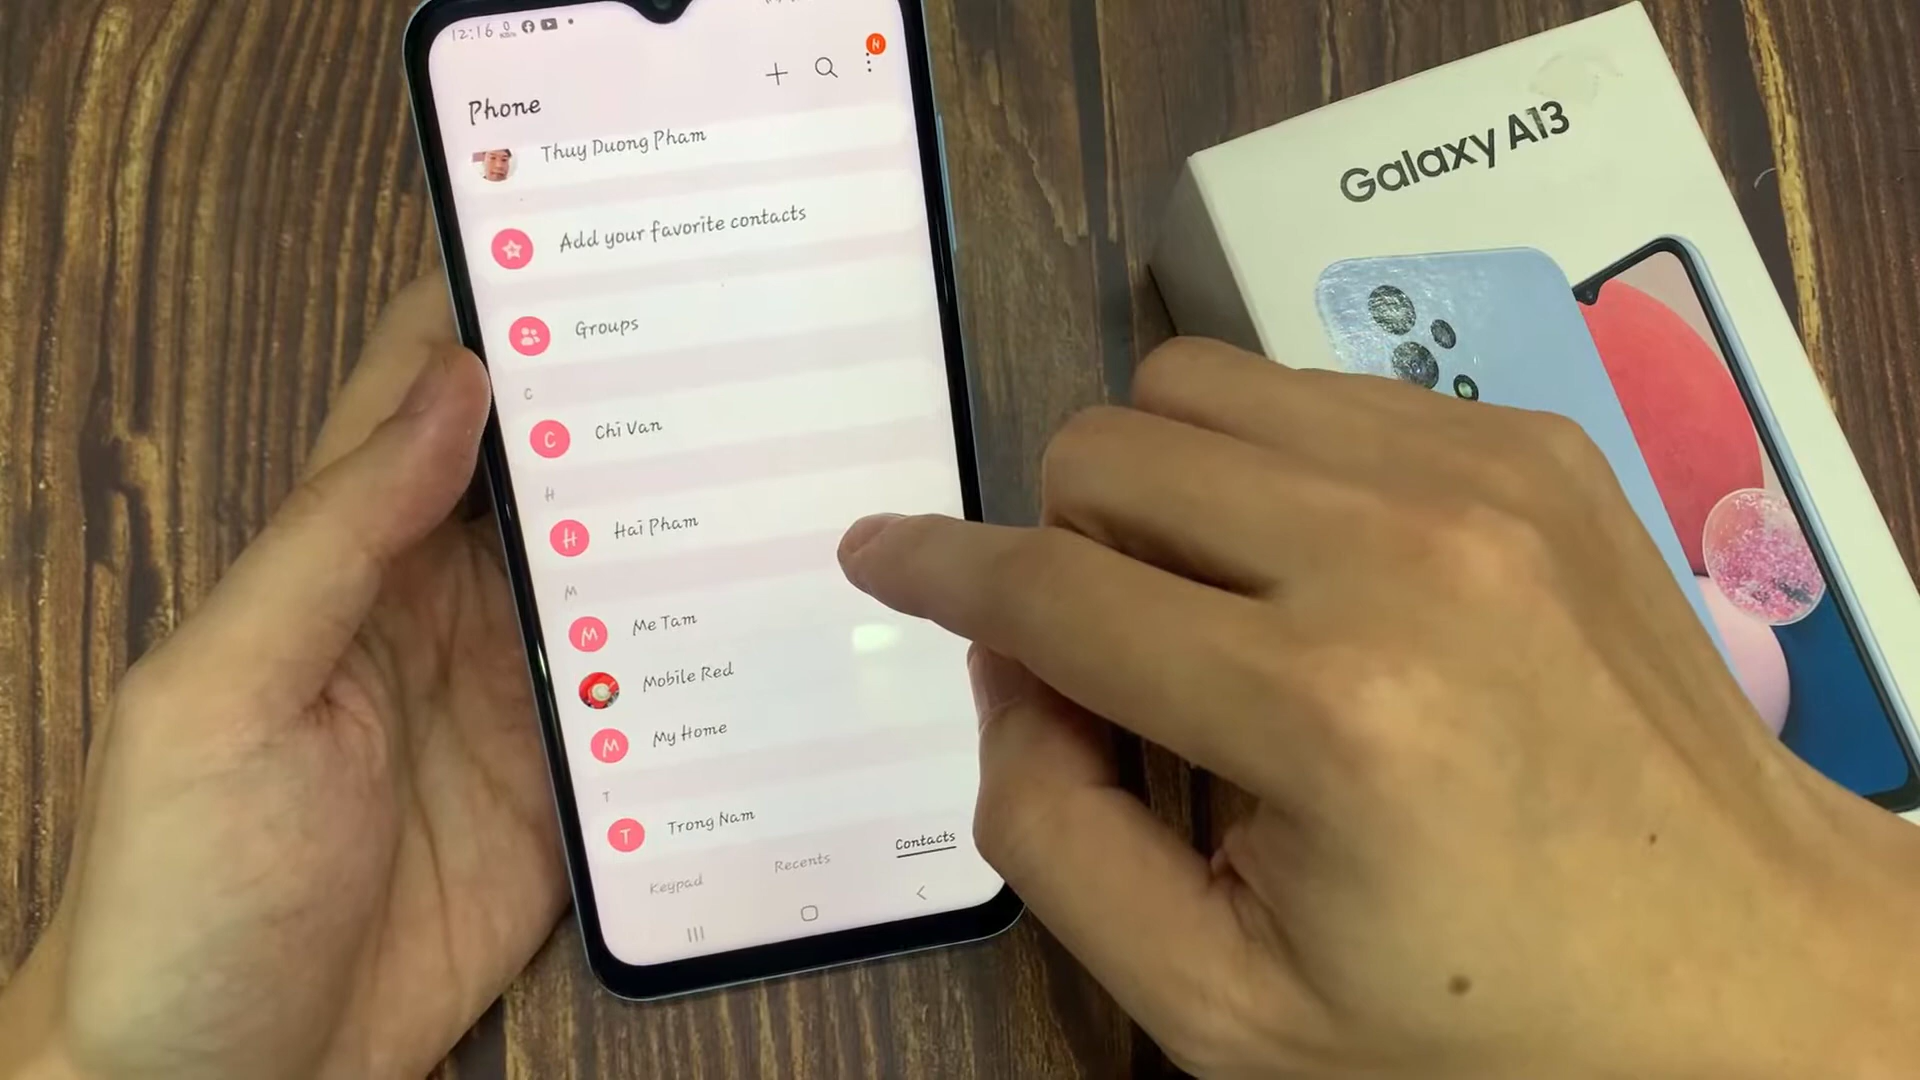 12:16
N
Phone
Thuy Duong Pham
Add your favorite contacts
Groups
C
C
Chi Van
H
H
Hai Pham
M
M
Me Tam
Mobile Red
M
My Home
T
T
Trong Nam
Keypad
Recents
Contacts
Galaxy A13